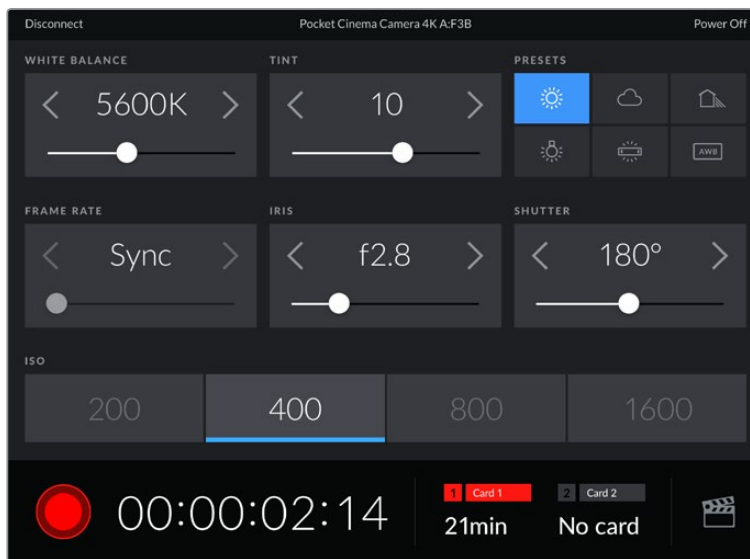 Disconnect Pocket Cinema Camera 4K A:F3B Power Off
WHITE BALANCE TINT PRESETS
5600K 10
AWB
FRAME RATE IRIS SHUTTER
Sync f2.8 180°
ISO
200 400 800 1600
00:00:02:14
1 Card 1 2 Card 2
21min No card